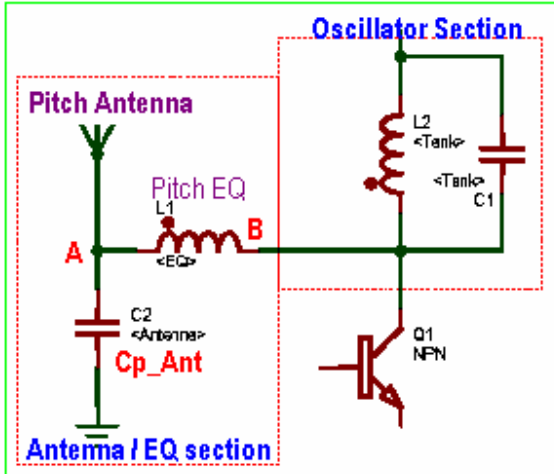 Oscillator Section
Pitch Antenna
L2
<Tank>
<Tank>
C1
Pitch EQ
L1
A
B
<EQ>
C2
<Antenna>
Cp_Ant
Q1
NPN
Antenna / EQ section